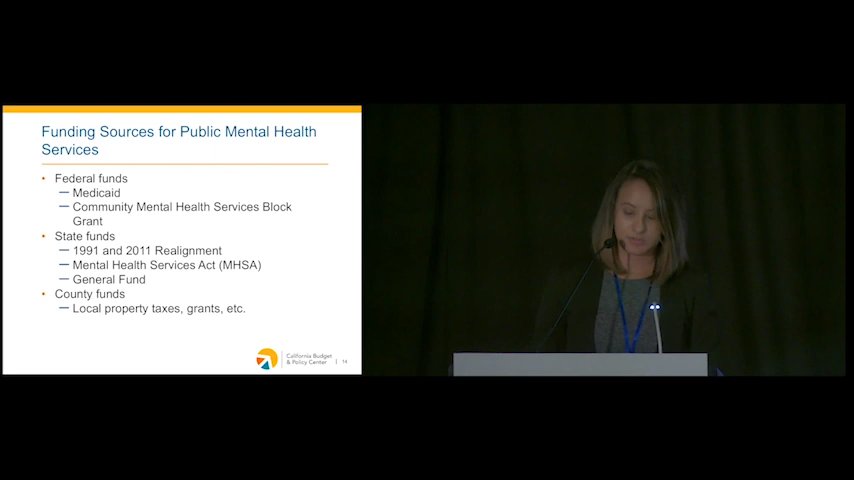 Funding Sources for Public Mental Health
Services
• Federal funds
— Medicaid
— Community Mental Health Services Block
Grant
• State funds
— 1991 and 2011 Realignment
— Mental Health Services Act (MHSA)
— General Fund
• County funds
— Local property taxes, grants, etc.
California Budget
& Policy Center
14